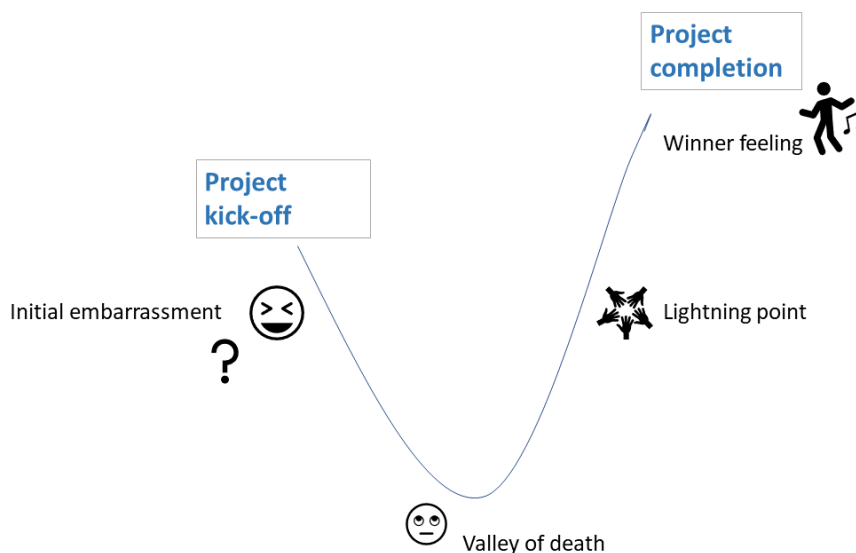 Project
completion
Winner feeling
Project
kick-off
Initial embarrassment
?
Lightning point
Valley of death